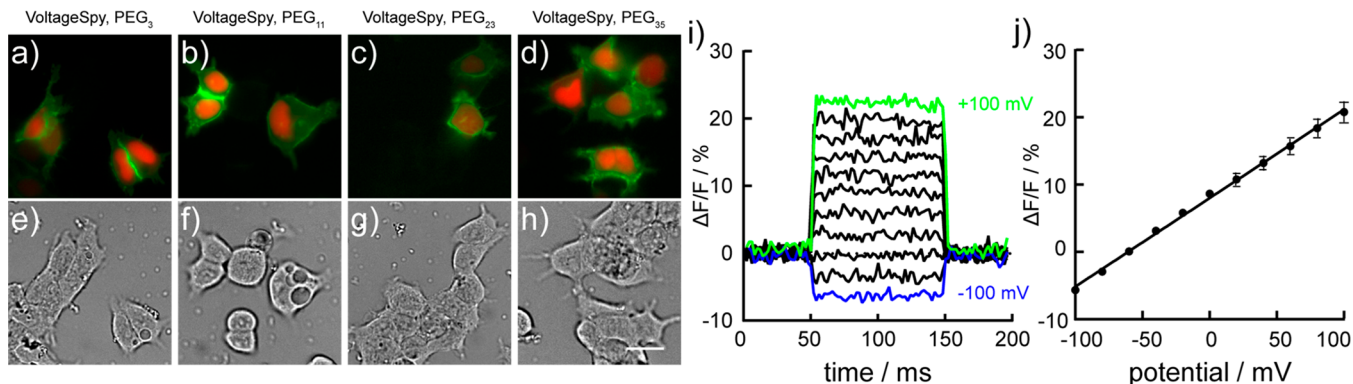 VoltageSpy, PEG₃
VoltageSpy, PEG₁₁
VoltageSpy, PEG₂₃
VoltageSpy, PEG₃₅
a)
b)
c)
d)
e)
f)
g)
h)
i)
ΔF/F / %
30
20
10
0
-10
+100 mV
-100 mV
0
50
100
150
200
time / ms
j)
ΔF/F / %
30
20
10
0
-10
-100
-50
0
50
100
potential / mV